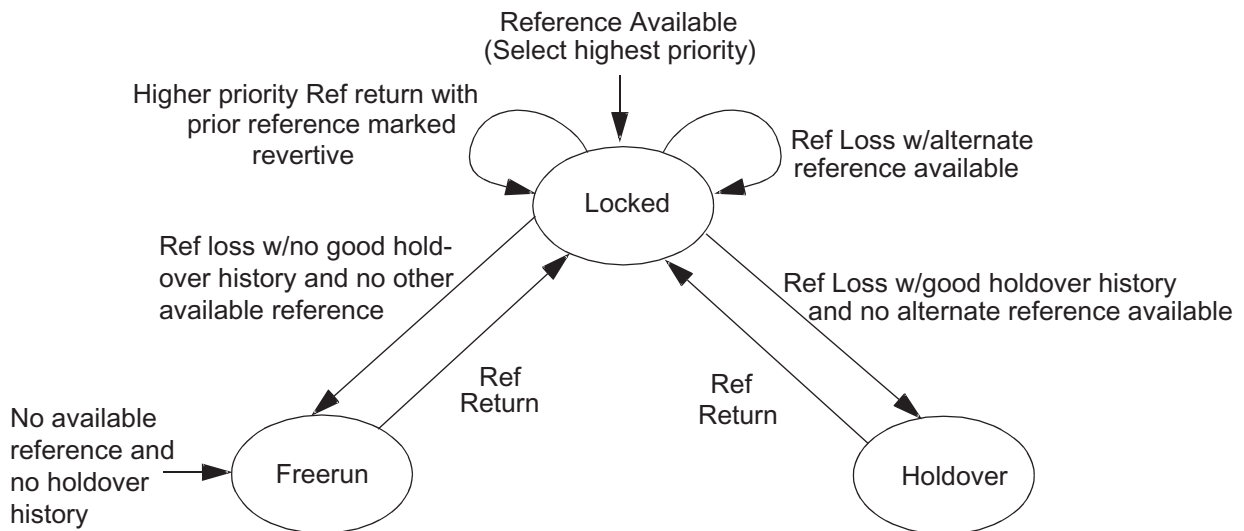 Reference Available
(Select highest priority)
Higher priority Ref return with
prior reference marked
revertive
Ref Loss w/alternate
reference available
Locked
Ref loss w/no good hold-
over history and no other
available reference
Ref Loss w/good holdover history
and no alternate reference available
Ref
Return
Ref
Return
No available
reference and
no holdover
history
Freerun
Holdover